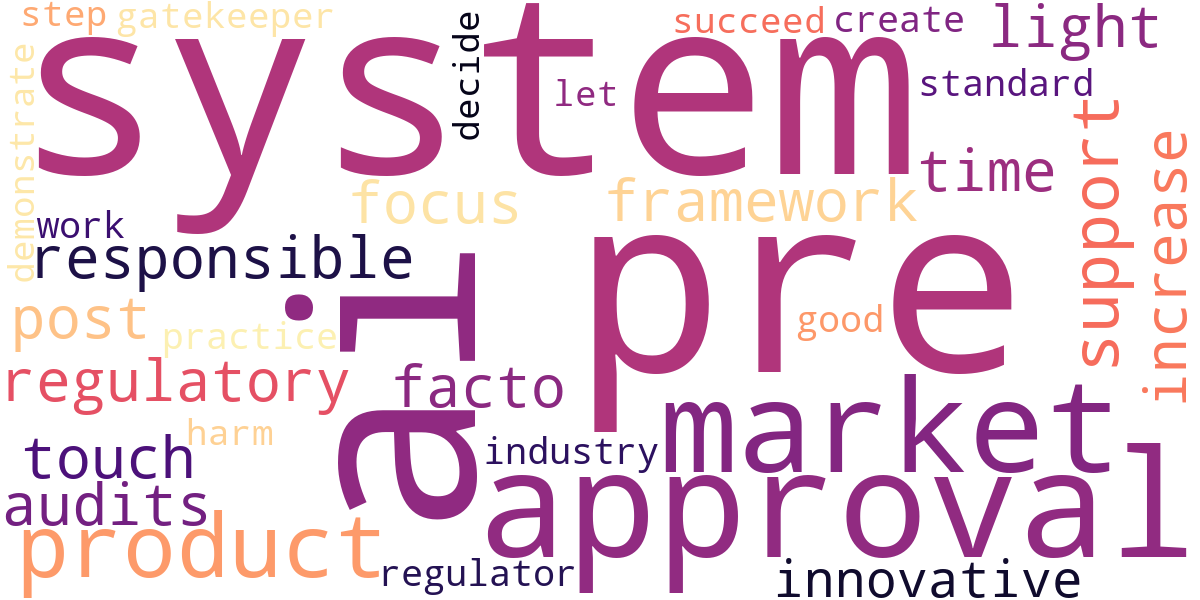 step
gatekeeper
succeed
create
light
system
decide
let
standard
demonstrate
support
time
increase
focus
framework
work
responsible
ai
pre
post
practice
good
regulatory
facto
market
harm
touch
industry
approval
audits
product
regulator
innovative